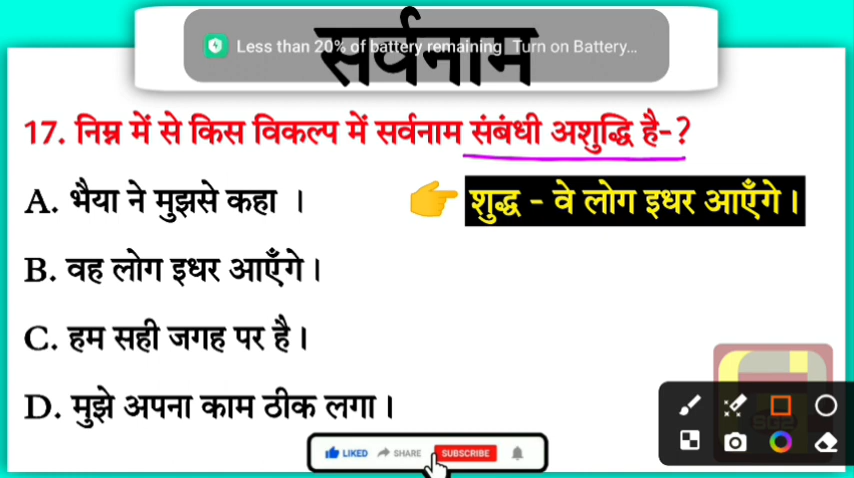 सर्वनाम
Less than 20% of battery remaining Turn on Battery...
17. निम्न में से किस विकल्प में सर्वनाम संबंधी अशुद्धि है-?
A. भैया ने मुझसे कहा ।
👉 शुद्ध - वे लोग इधर आएँगे।
B. वह लोग इधर आएँगे।
C. हम सही जगह पर है।
D. मुझे अपना काम ठीक लगा।
LIKED SHARE SUBSCRIBE